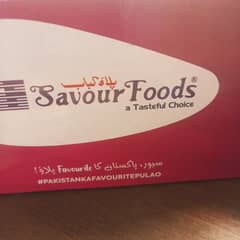 پلاؤ کباب
Savour Foods®
a Tasteful Choice
سیور، پاکستان کا Favourite پلاؤ!
#PAKISTANKAFAVOURITEPULAO